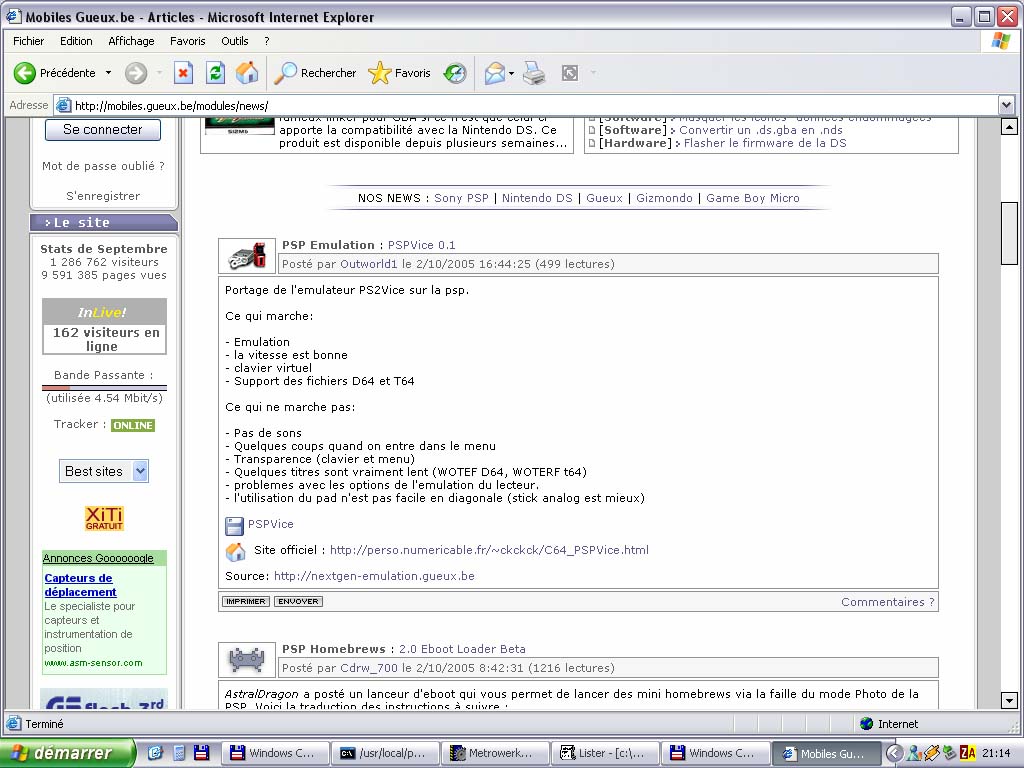 Mobiles Gueux.be - Articles - Microsoft Internet Explorer
Fichier Edition Affichage Favoris Outils ?
Précédente Rechercher Favoris
Adresse http://mobiles.gueux.be/modules/news/
Se connecter
Mot de passe oublié ?
S'enregistrer
Le site
Stats de Septembre
1 286 762 visiteurs
9 591 385 pages vues
InLive!
162 visiteurs en
ligne
Bande Passante :
(utilisée 4.54 Mbit/s)
Tracker : ONLINE
Best sites
XiTi
GRATUIT
Annonces Goooooogle
Capteurs de
déplacement
Le specialiste pour
capteurs et
instrumentation de
position
www.asm-sensor.com
512Mb
fameux linker pour GBA si ce n'est que celui ci
apporte la compatibilité avec la Nintendo DS. Ce
produit est disponible depuis plusieurs semaines...
[Software] > Masquer les icones "données endommagées"
[Software] > Convertir un .ds.gba en .nds
[Hardware] > Flasher le firmware de la DS
NOS NEWS : Sony PSP | Nintendo DS | Gueux | Gizmondo | Game Boy Micro
PSP Emulation : PSPVice 0.1
Posté par Outworld1 le 2/10/2005 16:44:25 (499 lectures)
Portage de l'emulateur PS2Vice sur la psp.
Ce qui marche:
- Emulation
- la vitesse est bonne
- clavier virtuel
- Support des fichiers D64 et T64
Ce qui ne marche pas:
- Pas de sons
- Quelques coups quand on entre dans le menu
- Transparence (clavier et menu)
- Quelques titres sont vraiment lent (WOTEF D64, WOTERF t64)
- problemes avec les options de l'emulation du lecteur.
- l'utilisation du pad n'est pas facile en diagonale (stick analog est mieux)
PSPVice
Site officiel : http://perso.numericable.fr/~ckckck/C64_PSPVice.html
Source: http://nextgen-emulation.gueux.be
IMPRIMER ENVOYER Commentaires ?
PSP Homebrews : 2.0 Eboot Loader Beta
Posté par Cdrw_700 le 2/10/2005 8:42:31 (1216 lectures)
AstralDragon a posté un lanceur d'eboot qui vous permet de lancer des mini homebrews via la faille du mode Photo de la
PSP. Voici la traduction des instructions à suivre :
Terminé Internet
démarrer Windows C... /usr/local/p... Metrowerk... Lister - [c:\... Windows C... Mobiles Gu... ZA 21:14